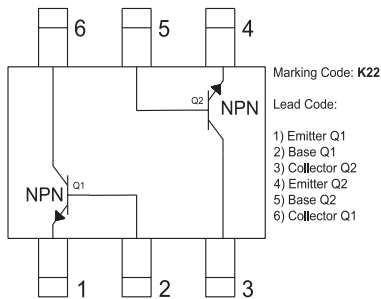 6 5 4
Marking Code: K22
Q2 NPN
Lead Code:
1) Emitter Q1
2) Base Q1
3) Collector Q2
4) Emitter Q2
5) Base Q2
6) Collector Q1
NPN Q1
1 2 3